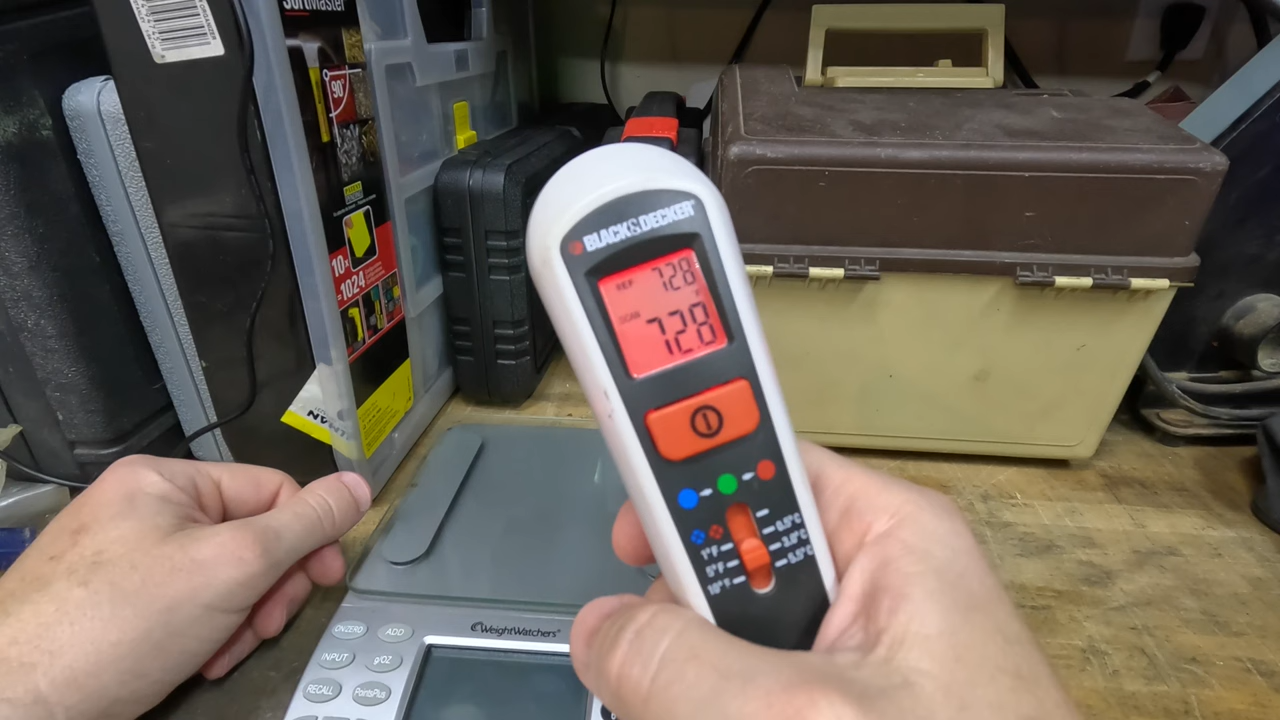 SortMaster
90°
10x
=1024
BLACK&DECKER
REF 72.8
SCAN 72.8
0.5°C
1°F
3.0°C
5°F
5.5°C
10°F
WeightWatchers
ON/ZERO
ADD
INPUT
g/OZ
RECALL
PointsPlus